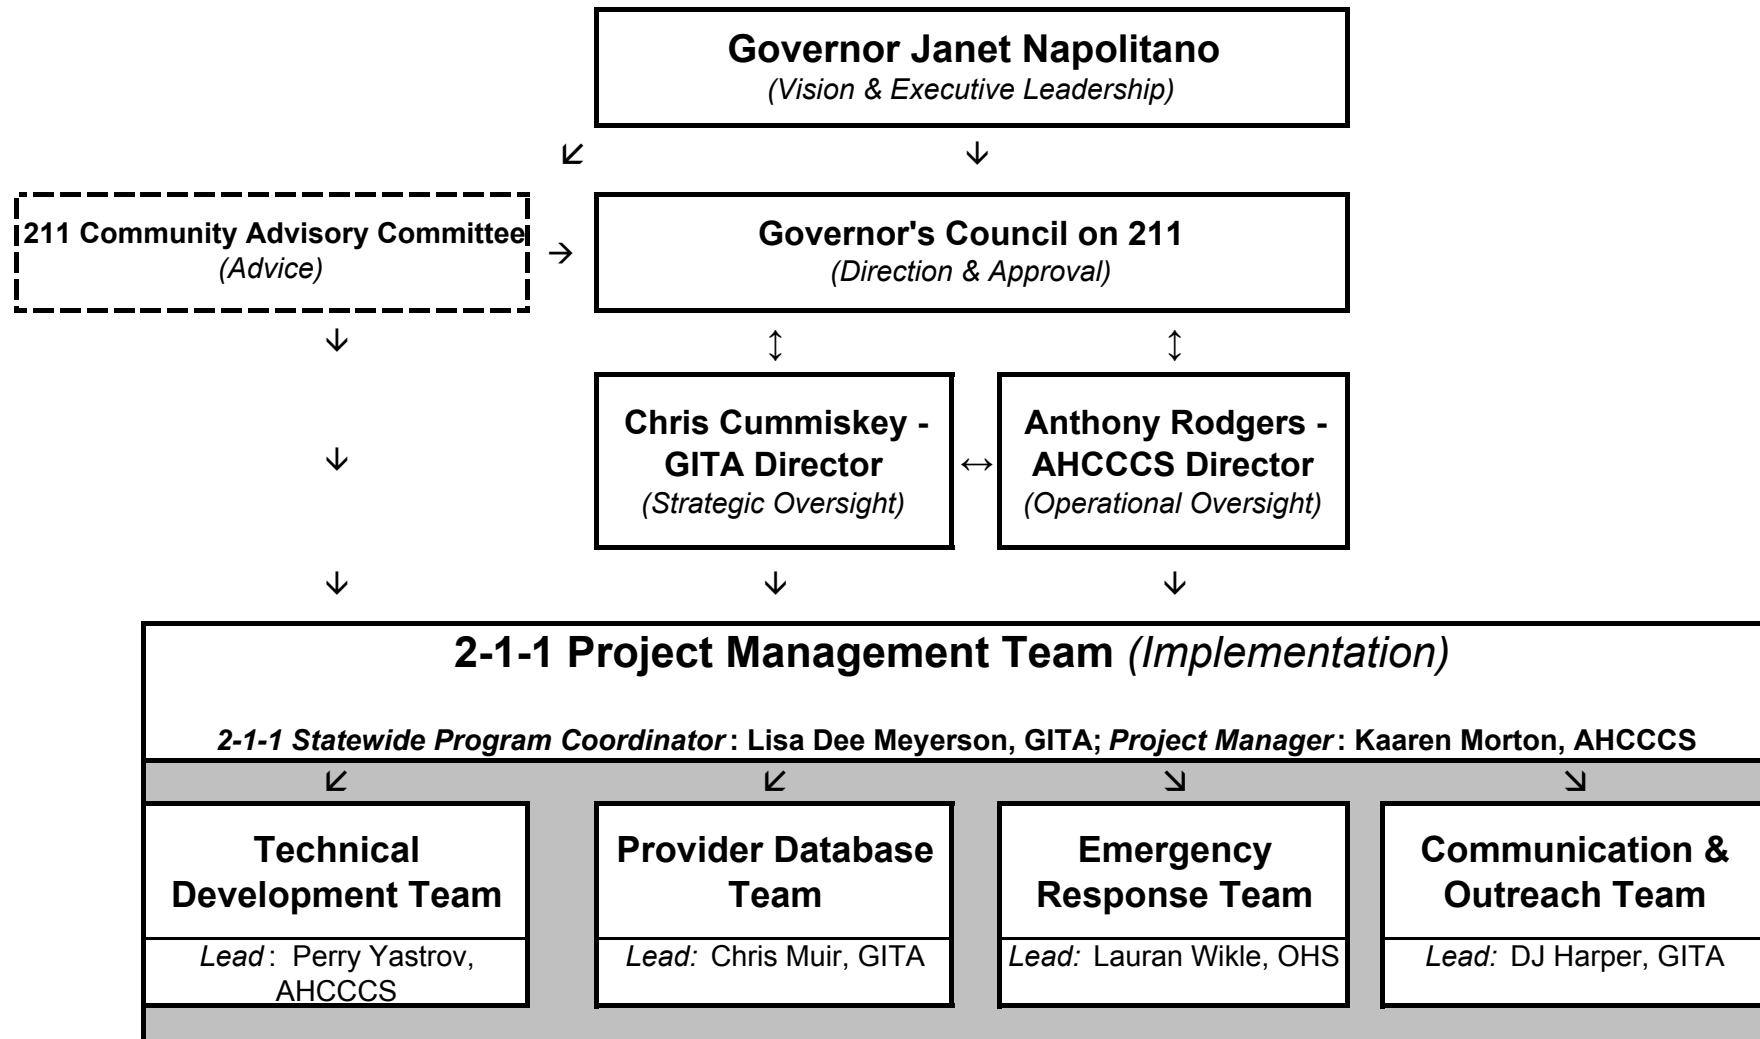 Governor Janet Napolitano
(Vision & Executive Leadership)
211 Community Advisory Committee
(Advice)
Governor's Council on 211
(Direction & Approval)
Chris Cummiskey -
GITA Director
(Strategic Oversight)
Anthony Rodgers -
AHCCCS Director
(Operational Oversight)
2-1-1 Project Management Team (Implementation)
2-1-1 Statewide Program Coordinator: Lisa Dee Meyerson, GITA; Project Manager: Kaaren Morton, AHCCCS
Technical
Development Team
Lead: Perry Yastrov,
AHCCCS
Provider Database
Team
Lead: Chris Muir, GITA
Emergency
Response Team
Lead: Lauran Wikle, OHS
Communication &
Outreach Team
Lead: DJ Harper, GITA